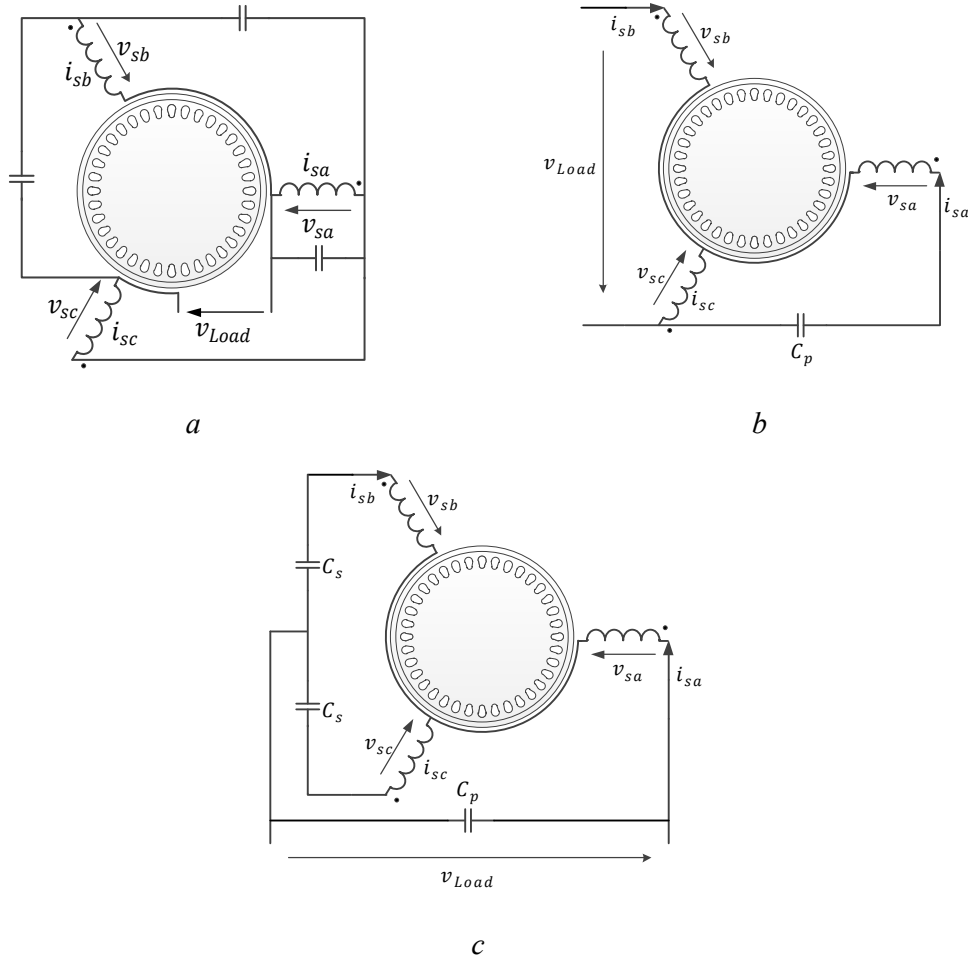 v_sb
i_sb
i_sa
v_sa
v_sc
i_sc
v_Load
a
i_sb
v_sb
v_Load
v_sa
i_sa
v_sc
i_sc
C_p
b
i_sb
v_sb
C_s
C_s
v_sa
i_sa
v_sc
i_sc
C_p
v_Load
c